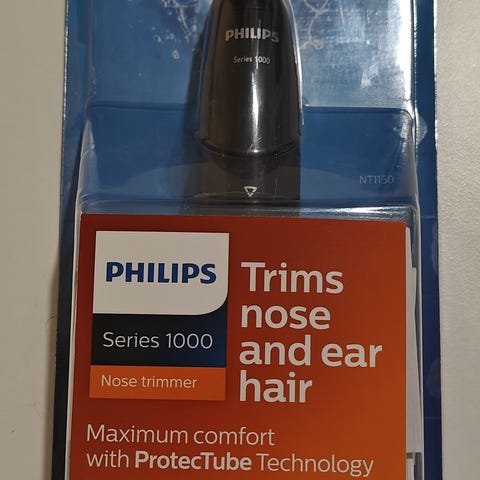 PHILIPS
Series 1000
NT1150
PHILIPS
Series 1000
Nose trimmer
Trims
nose
and ear
hair
Maximum comfort
with ProtecTube Technology